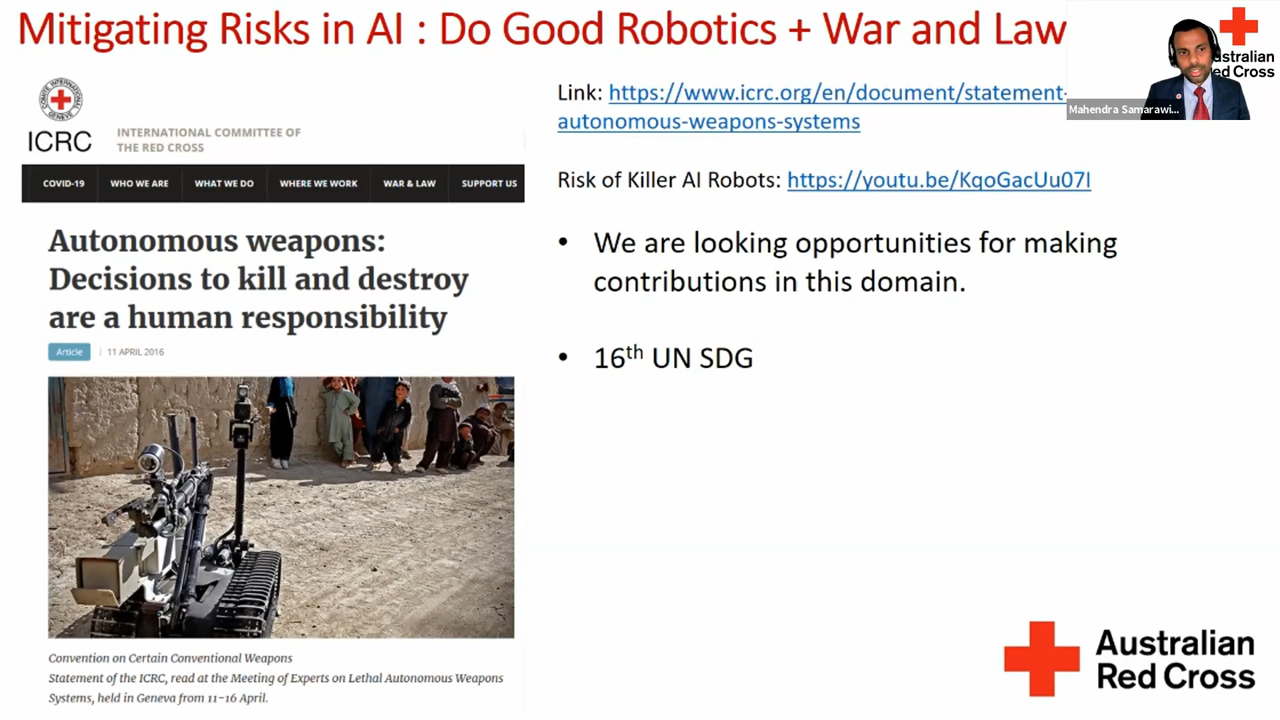 Mitigating Risks in AI : Do Good Robotics + War and Law
ustralian
Red Cross
Mahendra Samarawi...
COMITÉ INTERNATIONAL
GENEVE
ICRC
INTERNATIONAL COMMITTEE OF
THE RED CROSS
COVID-19 WHO WE ARE WHAT WE DO WHERE WE WORK WAR & LAW SUPPORT US
Autonomous weapons:
Decisions to kill and destroy
are a human responsibility
Article | 11 APRIL 2016
Convention on Certain Conventional Weapons
Statement of the ICRC, read at the Meeting of Experts on Lethal Autonomous Weapons
Systems, held in Geneva from 11-16 April.
Link: https://www.icrc.org/en/document/statement-
autonomous-weapons-systems
Risk of Killer AI Robots: https://youtu.be/KqoGacUu07I
• We are looking opportunities for making
contributions in this domain.
• 16th UN SDG
Australian
Red Cross